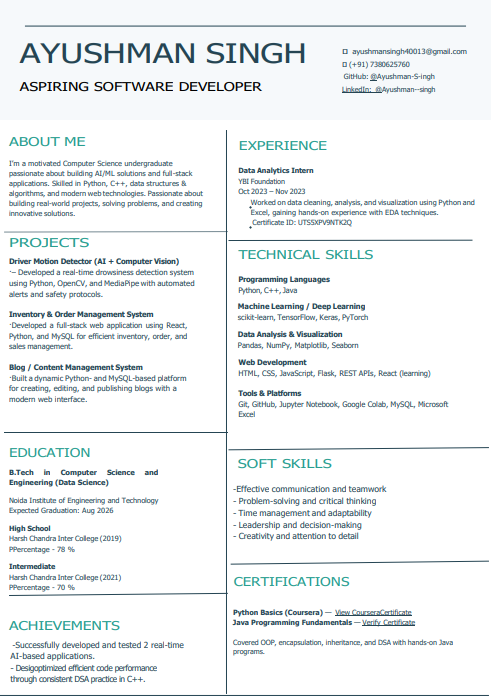 AYUSHMAN SINGH
ASPIRING SOFTWARE DEVELOPER
ayushmansingh40013@gmail.com
(+91) 7380625760
GitHub: @Ayushman-S-ingh
LinkedIn: @Ayushman--singh
ABOUT ME
I'm a motivated Computer Science undergraduate
passionate about building AI/ML solutions and full-stack
applications. Skilled in Python, C++, data structures &
algorithms, and modern web technologies. Passionate about
building real-world projects, solving problems, and creating
innovative solutions.
PROJECTS
Driver Motion Detector (AI + Computer Vision)
·– Developed a real-time drowsiness detection system
using Python, OpenCV, and MediaPipe with automated
alerts and safety protocols.
Inventory & Order Management System
·Developed a full-stack web application using React,
Python, and MySQL for efficient inventory, order, and
sales management.
Blog / Content Management System
·Built a dynamic Python- and MySQL-based platform
for creating, editing, and publishing blogs with a
modern web interface.
EDUCATION
B.Tech in Computer Science and
Engineering (Data Science)
Noida Institute of Engineering and Technology
Expected Graduation: Aug 2026
High School
Harsh Chandra Inter College (2019)
PPercentage - 78 %
Intermediate
Harsh Chandra Inter College (2021)
PPercentage - 70 %
ACHIEVEMENTS
-Successfully developed and tested 2 real-time
AI-based applications.
- Desigoptimized efficient code performance
through consistent DSA practice in C++.
EXPERIENCE
Data Analytics Intern
YBI Foundation
Oct 2023 – Nov 2023
Worked on data cleaning, analysis, and visualization using Python and
Excel, gaining hands-on experience with EDA techniques.
Certificate ID: UTS5XPV9NTK2Q
TECHNICAL SKILLS
Programming Languages
Python, C++, Java
Machine Learning / Deep Learning
scikit-learn, TensorFlow, Keras, PyTorch
Data Analysis & Visualization
Pandas, NumPy, Matplotlib, Seaborn
Web Development
HTML, CSS, JavaScript, Flask, REST APIs, React (learning)
Tools & Platforms
Git, GitHub, Jupyter Notebook, Google Colab, MySQL, Microsoft
Excel
SOFT SKILLS
-Effective communication and teamwork
- Problem-solving and critical thinking
- Time management and adaptability
- Leadership and decision-making
- Creativity and attention to detail
CERTIFICATIONS
Python Basics (Coursera) — View CourseraCertificate
Java Programming Fundamentals — Verify Certificate
Covered OOP, encapsulation, inheritance, and DSA with hands-on Java
programs.